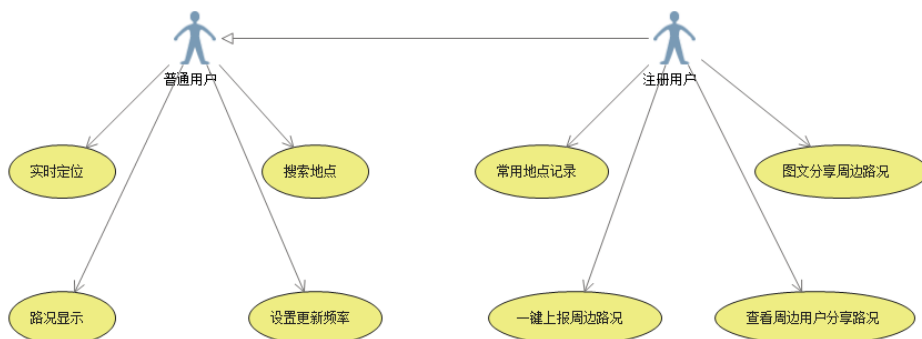 普通用户
注册用户
实时定位
搜索地点
常用地点记录
图文分享周边路况
路况显示
设置更新频率
一键上报周边路况
查看周边用户分享路况